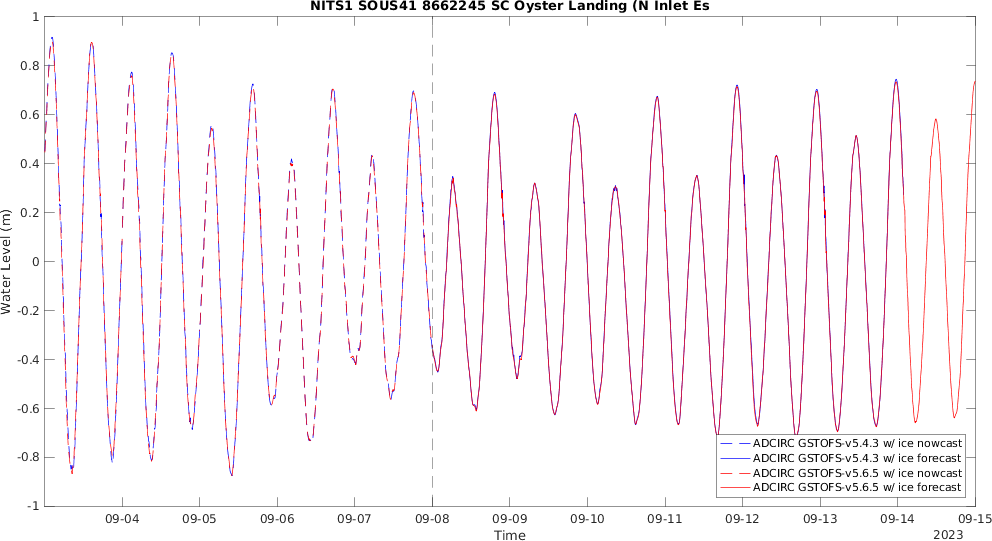 NITS1 SOUS41 8662245 SC Oyster Landing (N Inlet Es
Water Level (m)
1
0.8
0.6
0.4
0.2
0
-0.2
-0.4
-0.6
-0.8
-1
ADCIRC GSTOFS-v5.4.3 w/ ice nowcast
ADCIRC GSTOFS-v5.4.3 w/ ice forecast
ADCIRC GSTOFS-v5.6.5 w/ ice nowcast
ADCIRC GSTOFS-v5.6.5 w/ ice forecast
09-04 09-05 09-06 09-07 09-08 09-09 09-10 09-11 09-12 09-13 09-14 09-15
Time
2023